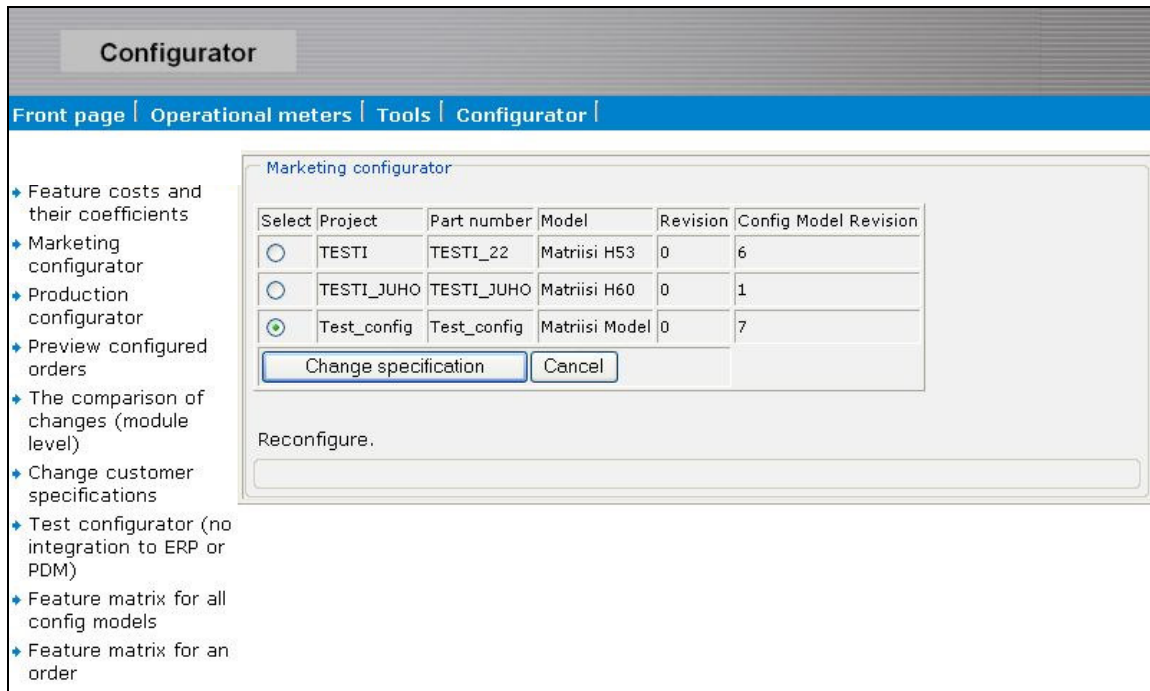 Configurator
Front page | Operational meters | Tools | Configurator |
Feature costs and
their coefficients
Marketing
configurator
Production
configurator
Preview configured
orders
The comparison of
changes (module
level)
Change customer
specifications
Test configurator (no
integration to ERP or
PDM)
Feature matrix for all
config models
Feature matrix for an
order
Marketing configurator
Select Project Part number Model Revision Config Model Revision
TESTI TESTI_22 Matriisi H53 0 6
TESTI_JUHO TESTI_JUHO Matriisi H60 0 1
Test_config Test_config Matriisi Model 0 7
Change specification Cancel
Reconfigure.